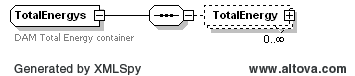 TotalEnergys
TotalEnergy
DAM Total Energy container
0..∞
Generated by XMLSpy
www.altova.com